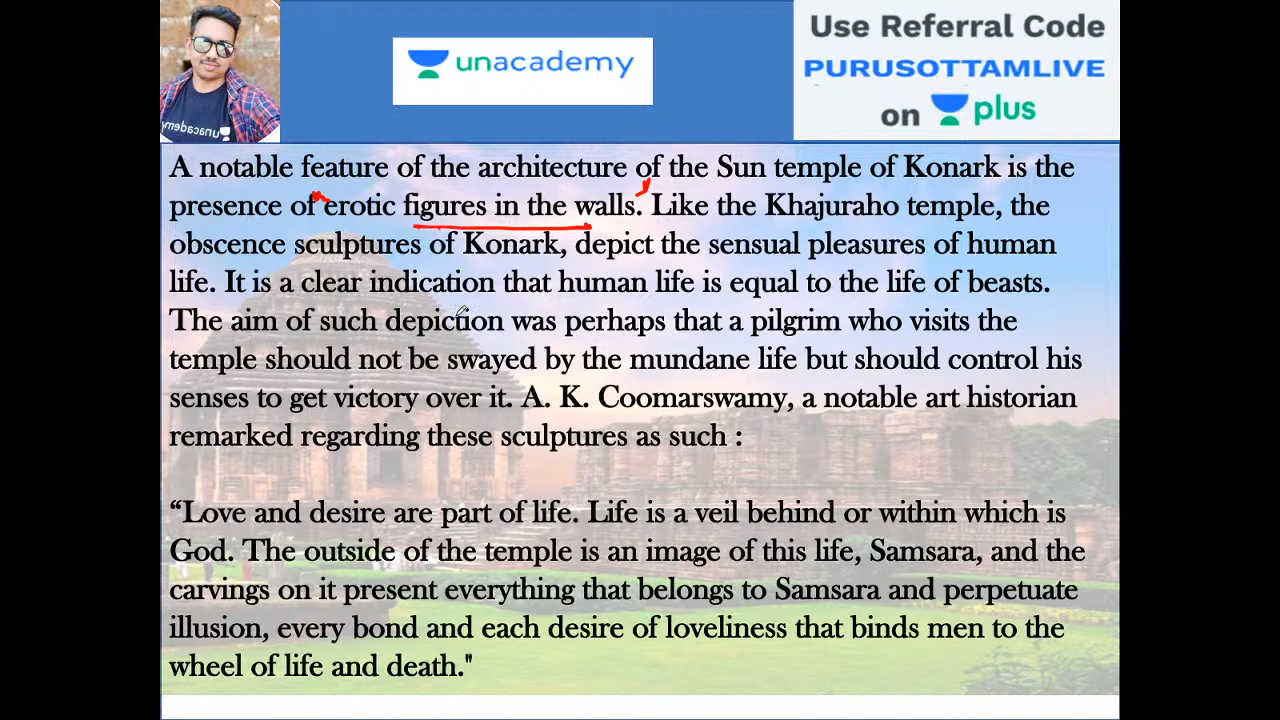 unacademy
Use Referral Code
PURUSOTTAMLIVE
on plus
unacademy
A notable feature of the architecture of the Sun temple of Konark is the
presence of erotic figures in the walls. Like the Khajuraho temple, the
obscence sculptures of Konark, depict the sensual pleasures of human
life. It is a clear indication that human life is equal to the life of beasts.
The aim of such depiction was perhaps that a pilgrim who visits the
temple should not be swayed by the mundane life but should control his
senses to get victory over it. A. K. Coomarswamy, a notable art historian
remarked regarding these sculptures as such :
“Love and desire are part of life. Life is a veil behind or within which is
God. The outside of the temple is an image of this life, Samsara, and the
carvings on it present everything that belongs to Samsara and perpetuate
illusion, every bond and each desire of loveliness that binds men to the
wheel of life and death."